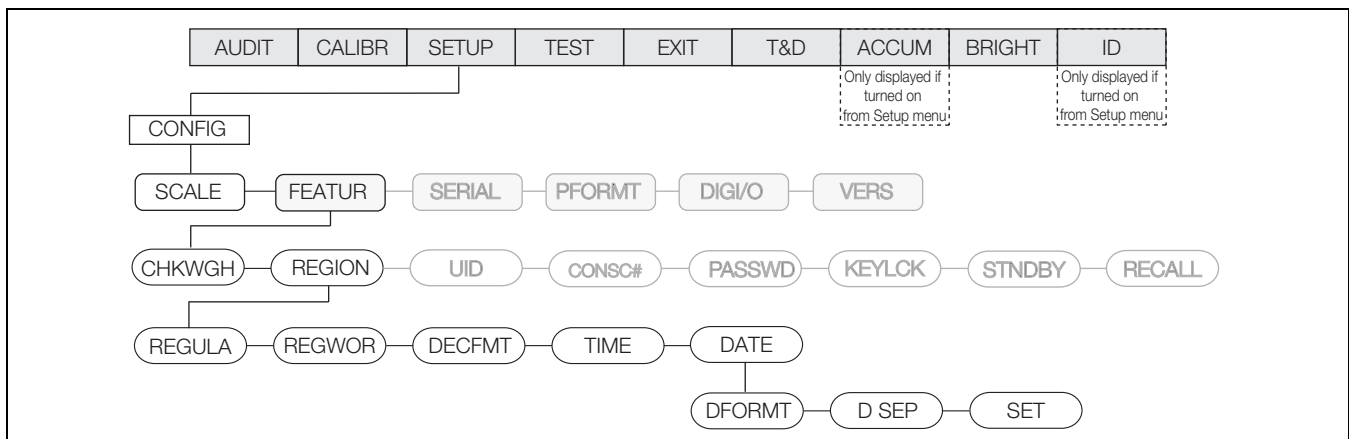 AUDIT CALIBR SETUP TEST EXIT T&D ACCUM BRIGHT ID
Only displayed if
turned on
from Setup menu
Only displayed if
turned on
from Setup menu
CONFIG
SCALE FEATUR SERIAL PFORMT DIGI/O VERS
CHKWGH REGION UID CONSC# PASSWD KEYLCK STNDBY RECALL
REGULA REGWOR DECFMT TIME DATE
DFORMT D SEP SET